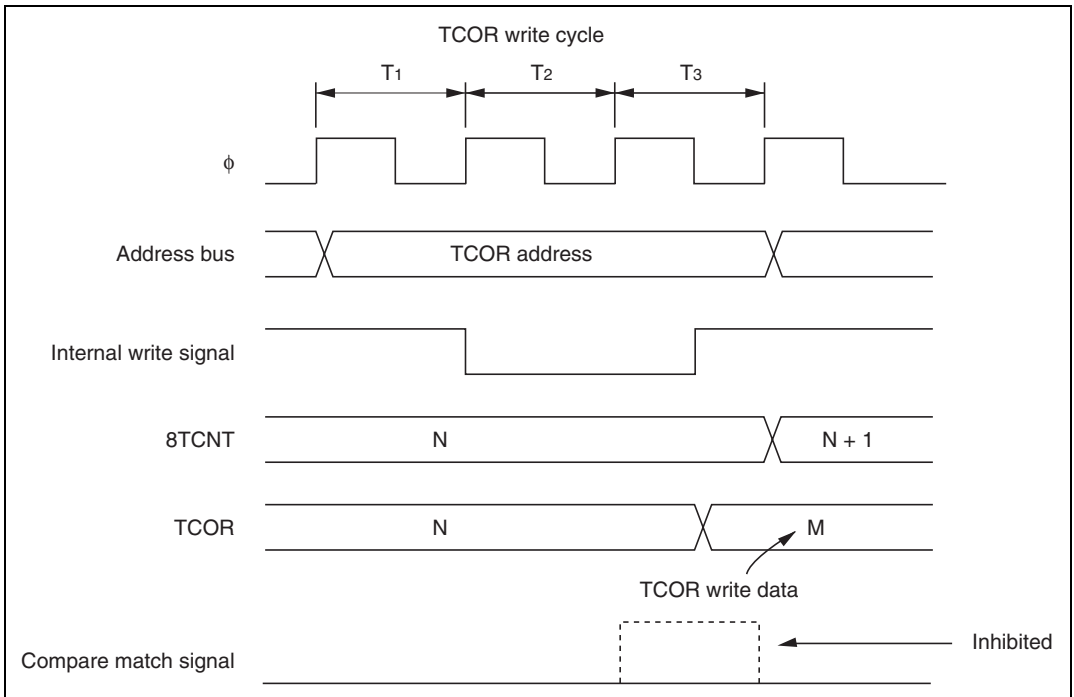 TCOR write cycle
T1 T2 T3
ϕ
Address bus
TCOR address
Internal write signal
8TCNT
N
N + 1
TCOR
N
M
TCOR write data
Inhibited
Compare match signal